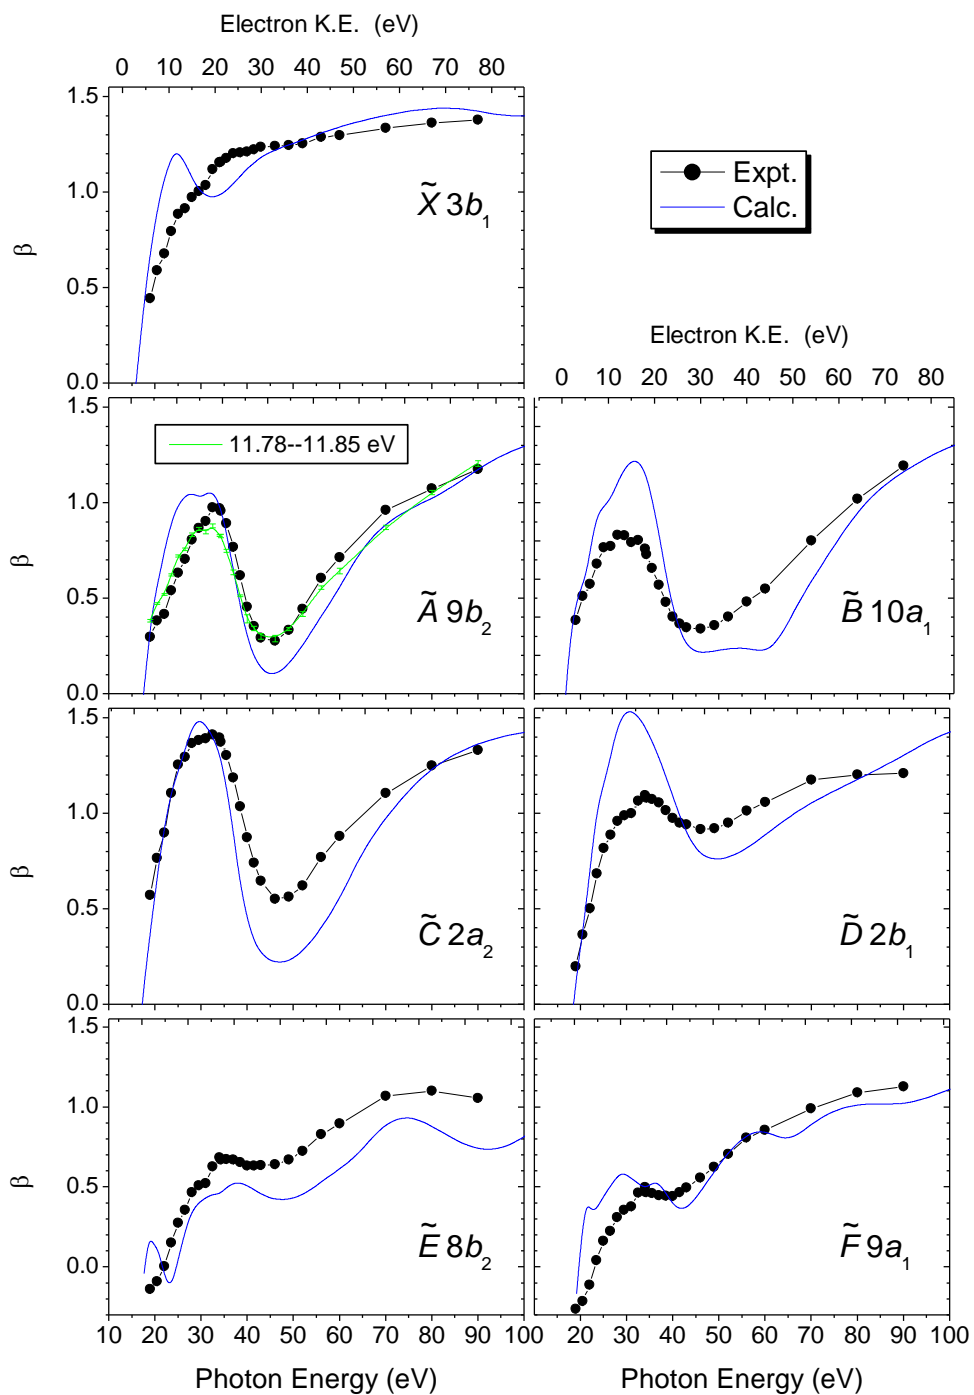 Electron K.E. (eV)
0 10 20 30 40 50 60 70 80
1.5
1.0
0.5
0.0
β
X̃ 3b₁
Expt.
Calc.
Electron K.E. (eV)
0 10 20 30 40 50 60 70 80
1.5
1.0
0.5
0.0
β
11.78--11.85 eV
Ã 9b₂
B̃ 10a₁
1.5
1.0
0.5
0.0
β
C̃ 2a₂
D̃ 2b₁
1.5
1.0
0.5
0.0
β
Ẽ 8b₂
F̃ 9a₁
10 20 30 40 50 60 70 80 90 100
20 30 40 50 60 70 80 90 100
Photon Energy (eV)
Photon Energy (eV)